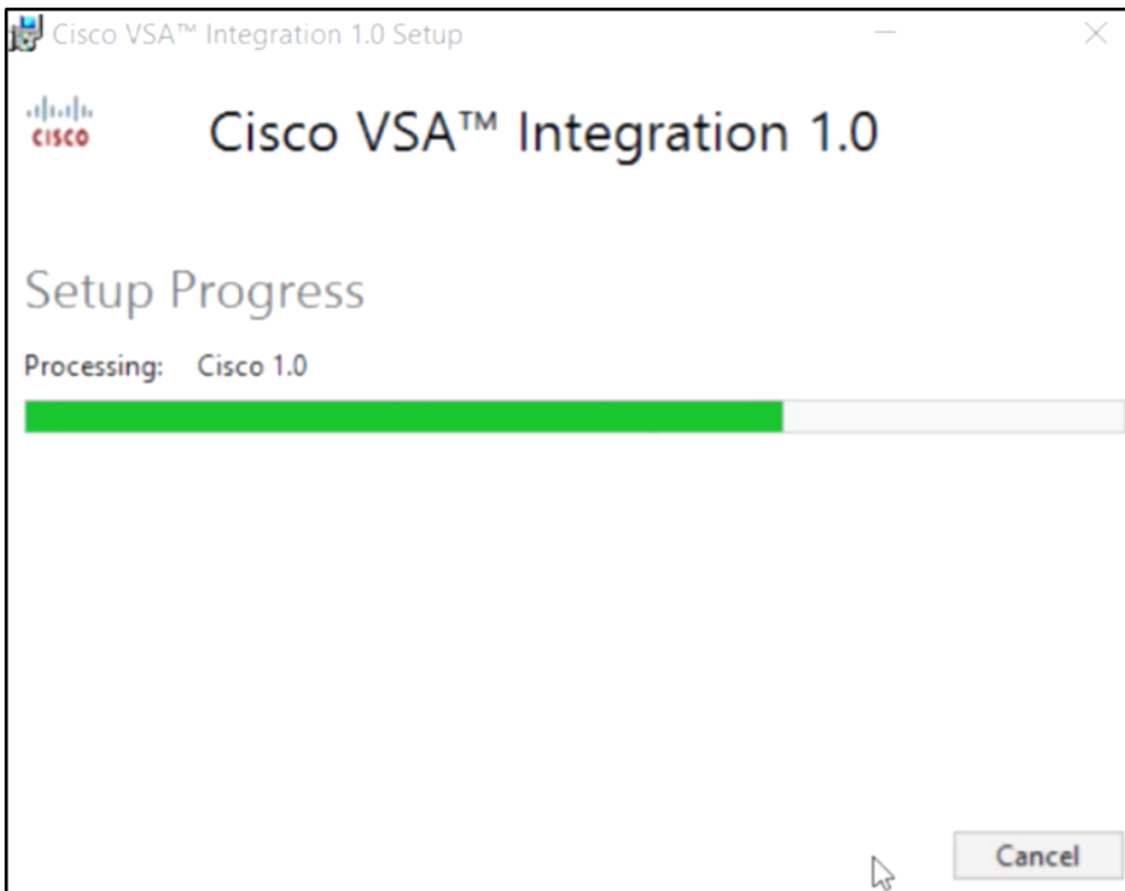 Cisco VSA™ Integration 1.0 Setup
CISCO
Cisco VSA™ Integration 1.0
Setup Progress
Processing: Cisco 1.0
Cancel